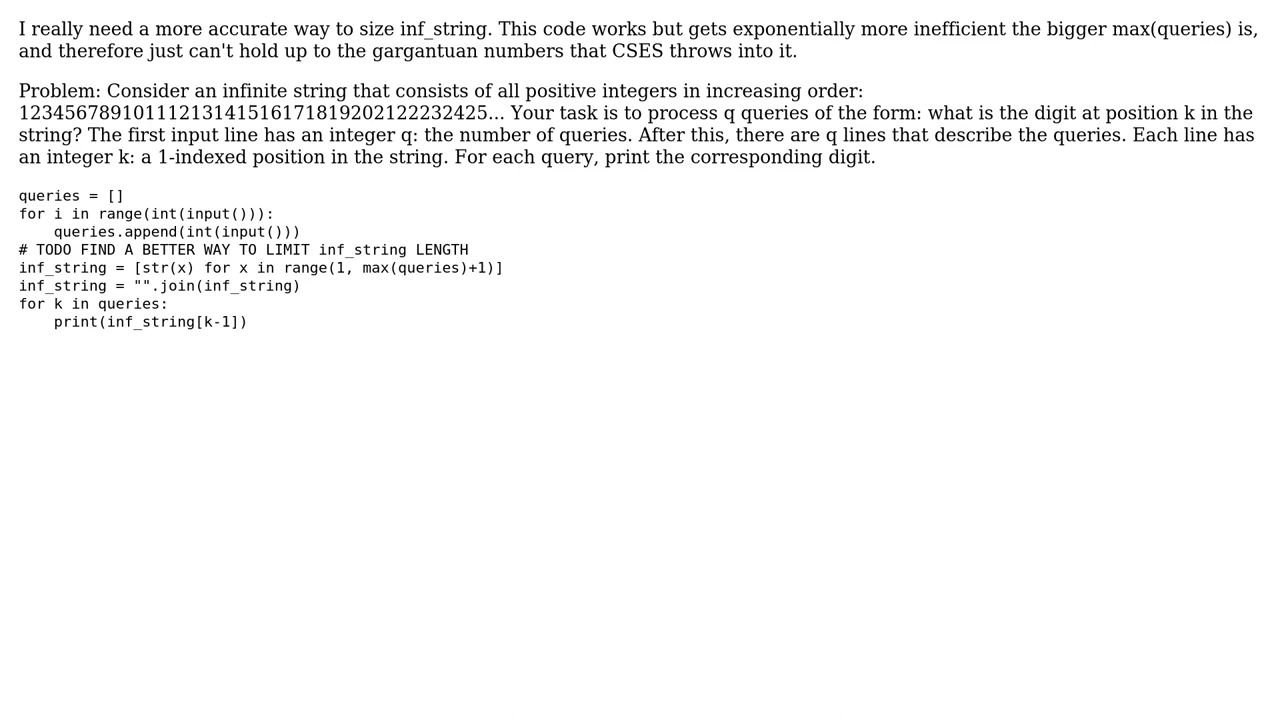 I really need a more accurate way to size inf_string. This code works but gets exponentially more inefficient the bigger max(queries) is,
and therefore just can't hold up to the gargantuan numbers that CSES throws into it.
Problem: Consider an infinite string that consists of all positive integers in increasing order:
12345678910111213141516171819202122232425... Your task is to process q queries of the form: what is the digit at position k in the
string? The first input line has an integer q: the number of queries. After this, there are q lines that describe the queries. Each line has
an integer k: a 1-indexed position in the string. For each query, print the corresponding digit.
queries = []
for i in range(int(input())):
    queries.append(int(input()))
# TODO FIND A BETTER WAY TO LIMIT inf_string LENGTH
inf_string = [str(x) for x in range(1, max(queries)+1)]
inf_string = "".join(inf_string)
for k in queries:
    print(inf_string[k-1])